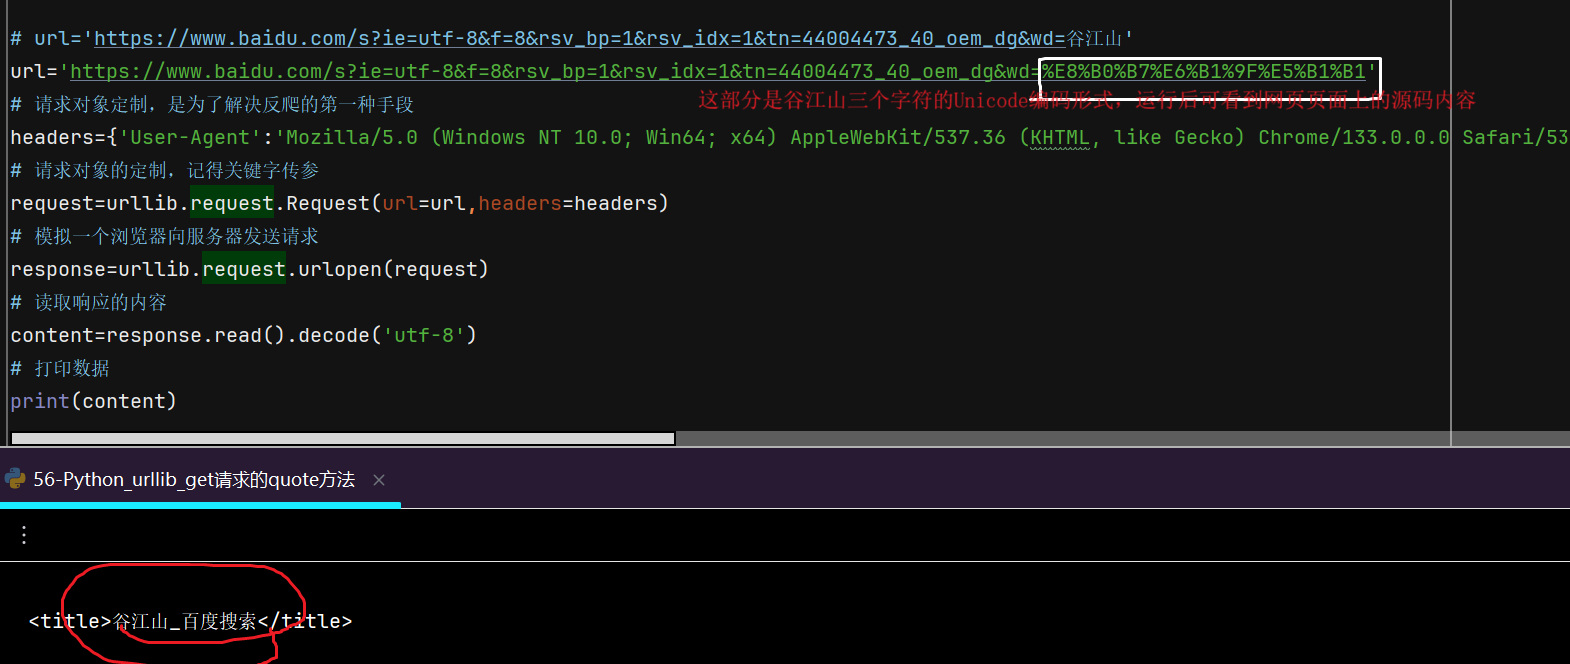 # url='https://www.baidu.com/s?ie=utf-8&f=8&rsv_bp=1&rsv_idx=1&tn=44004473_40_oem_dg&wd=谷江山'
url='https://www.baidu.com/s?ie=utf-8&f=8&rsv_bp=1&rsv_idx=1&tn=44004473_40_oem_dg&wd=%E8%B0%B7%E6%B1%9F%E5%B1%B1'
# 请求对象定制，是为了解决反爬的第一种手段
这部分是谷江山三个字符的Unicode编码形式，运行后可看到网页页面上的源码内容
headers={'User-Agent':'Mozilla/5.0 (Windows NT 10.0; Win64; x64) AppleWebKit/537.36 (KHTML, like Gecko) Chrome/133.0.0.0 Safari/53
# 请求对象的定制，记得关键字传参
request=urllib.request.Request(url=url,headers=headers)
# 模拟一个浏览器向服务器发送请求
response=urllib.request.urlopen(request)
# 读取响应的内容
content=response.read().decode('utf-8')
# 打印数据
print(content)
56-Python_urllib_get请求的quote方法
<title>谷江山_百度搜索</title>